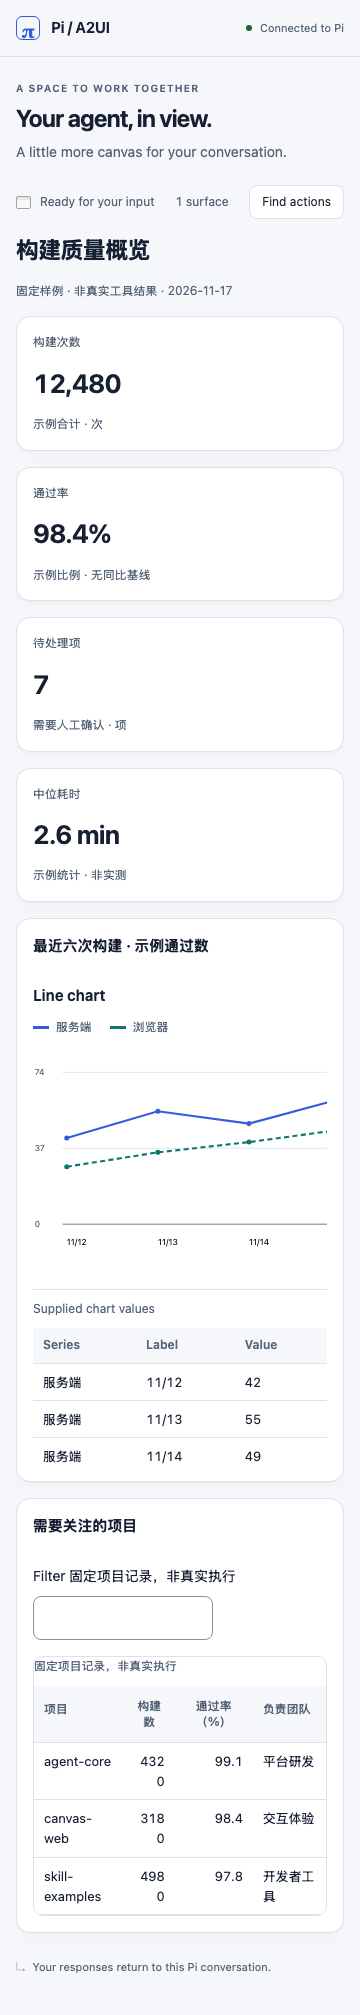 π Pi / A2UI
Connected to Pi
A SPACE TO WORK TOGETHER
Your agent, in view.
A little more canvas for your conversation.
Ready for your input 1 surface Find actions
构建质量概览
固定样例 · 非真实工具结果 · 2026-11-17
构建次数
12,480
示例合计 · 次
通过率
98.4%
示例比例 · 无同比基线
待处理项
7
需要人工确认 · 项
中位耗时
2.6 min
示例统计 · 非实测
最近六次构建 · 示例通过数
Line chart
服务端 浏览器
74
37
0
11/12 11/13 11/14
Supplied chart values
Series Label Value
服务端 11/12 42
服务端 11/13 55
服务端 11/14 49
需要关注的项目
Filter 固定项目记录，非真实执行
固定项目记录，非真实执行
项目 构建数 通过率（%） 负责团队
agent-core 4320 99.1 平台研发
canvas-web 3180 98.4 交互体验
skill-examples 4980 97.8 开发者工具
Your responses return to this Pi conversation.